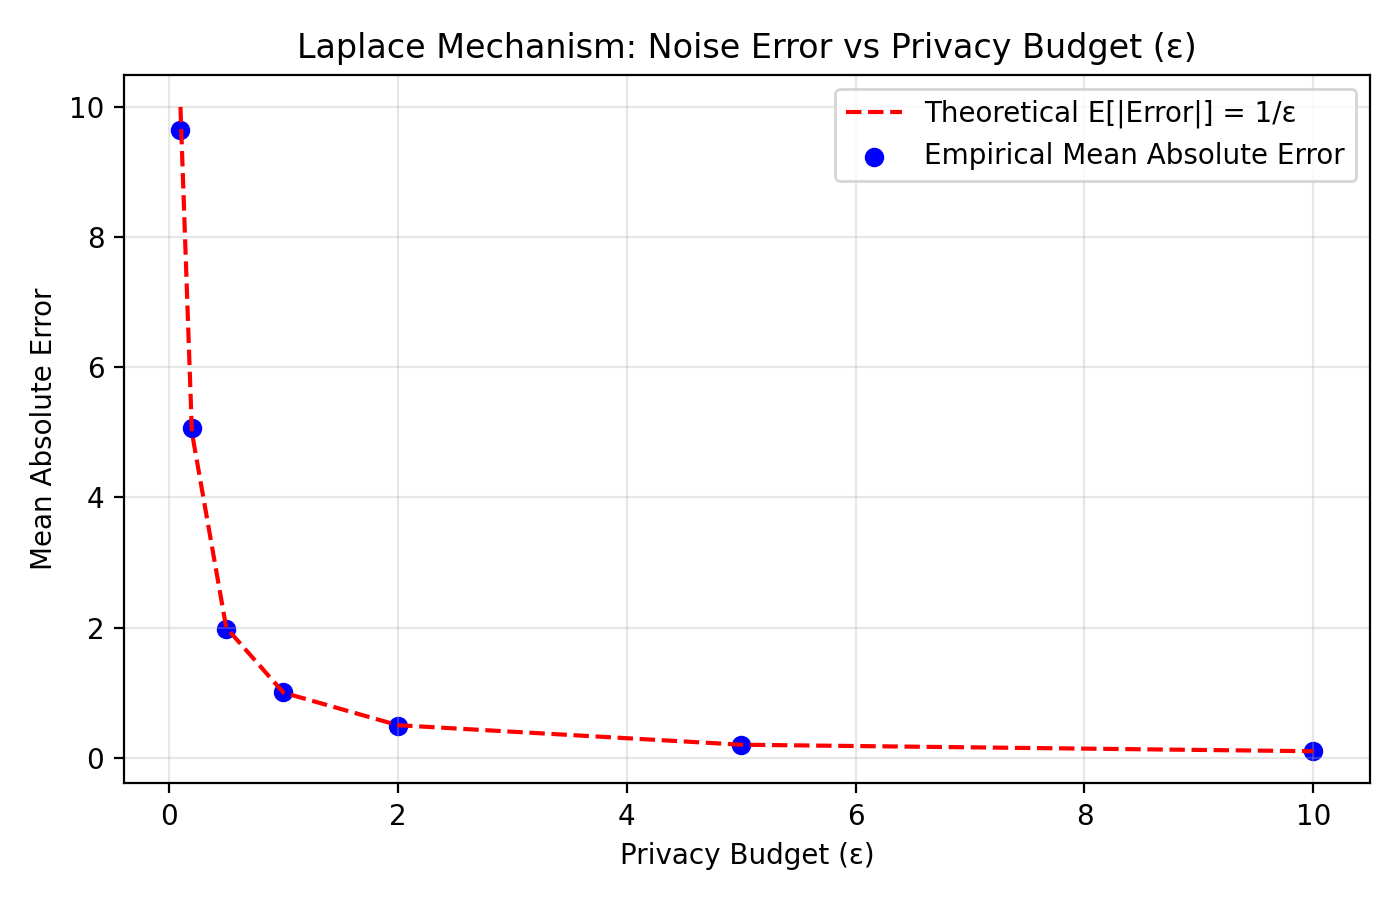 Laplace Mechanism: Noise Error vs Privacy Budget (ε)
Theoretical E[|Error|] = 1/ε
Empirical Mean Absolute Error
Mean Absolute Error
10
8
6
4
2
0
0 2 4 6 8 10
Privacy Budget (ε)